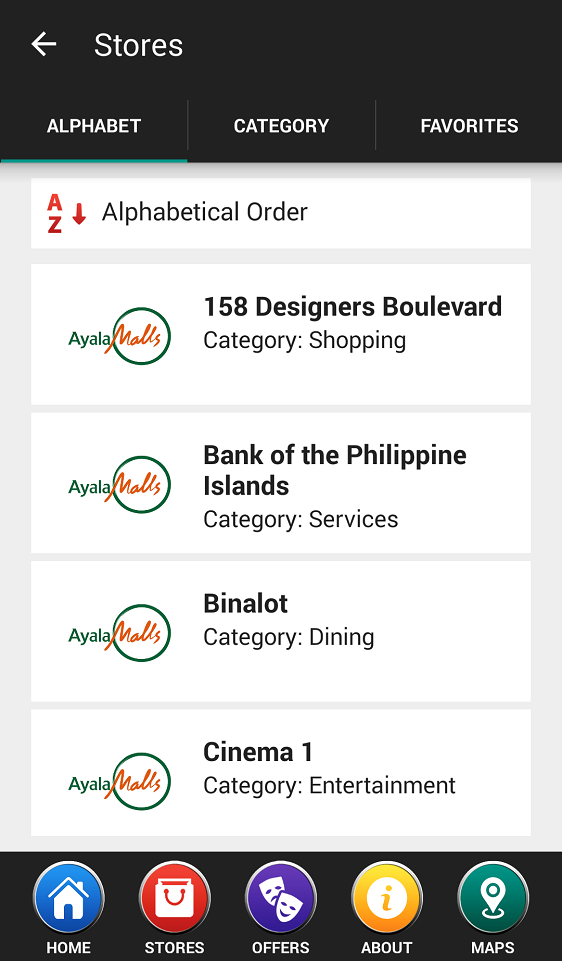 Stores
ALPHABET CATEGORY FAVORITES
A
Z
Alphabetical Order
Ayala Malls
158 Designers Boulevard
Category: Shopping
Ayala Malls
Bank of the Philippine
Islands
Category: Services
Ayala Malls
Binalot
Category: Dining
Ayala Malls
Cinema 1
Category: Entertainment
HOME STORES OFFERS ABOUT MAPS